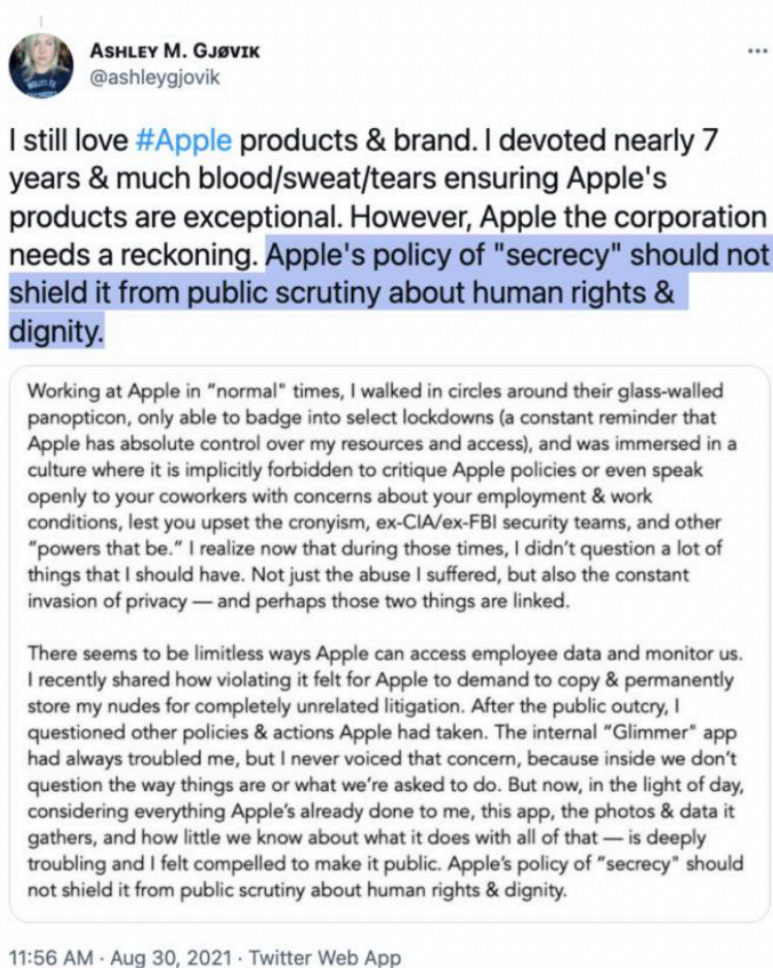 ASHLEY M. GJØVIK
@ashleygjovik
I still love #Apple products & brand. I devoted nearly 7
years & much blood/sweat/tears ensuring Apple's
products are exceptional. However, Apple the corporation
needs a reckoning. Apple's policy of "secrecy" should not
shield it from public scrutiny about human rights &
dignity.
Working at Apple in "normal" times, I walked in circles around their glass-walled
panopticon, only able to badge into select lockdowns (a constant reminder that
Apple has absolute control over my resources and access), and was immersed in a
culture where it is implicitly forbidden to critique Apple policies or even speak
openly to your coworkers with concerns about your employment & work
conditions, lest you upset the cronyism, ex-CIA/ex-FBI security teams, and other
"powers that be." I realize now that during those times, I didn't question a lot of
things that I should have. Not just the abuse I suffered, but also the constant
invasion of privacy — and perhaps those two things are linked.
There seems to be limitless ways Apple can access employee data and monitor us.
I recently shared how violating it felt for Apple to demand to copy & permanently
store my nudes for completely unrelated litigation. After the public outcry, I
questioned other policies & actions Apple had taken. The internal "Glimmer" app
had always troubled me, but I never voiced that concern, because inside we don't
question the way things are or what we're asked to do. But now, in the light of day,
considering everything Apple's already done to me, this app, the photos & data it
gathers, and how little we know about what it does with all of that — is deeply
troubling and I felt compelled to make it public. Apple's policy of "secrecy" should
not shield it from public scrutiny about human rights & dignity.
11:56 AM · Aug 30, 2021 · Twitter Web App